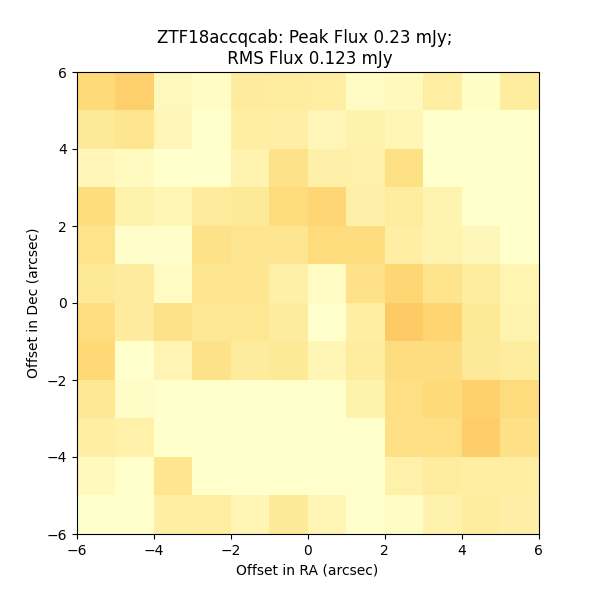 ZTF18accqcab: Peak Flux 0.23 mJy;
RMS Flux 0.123 mJy
6
4
2
0
−2
−4
−6
Offset in Dec (arcsec)
−6 −4 −2 0 2 4 6
Offset in RA (arcsec)